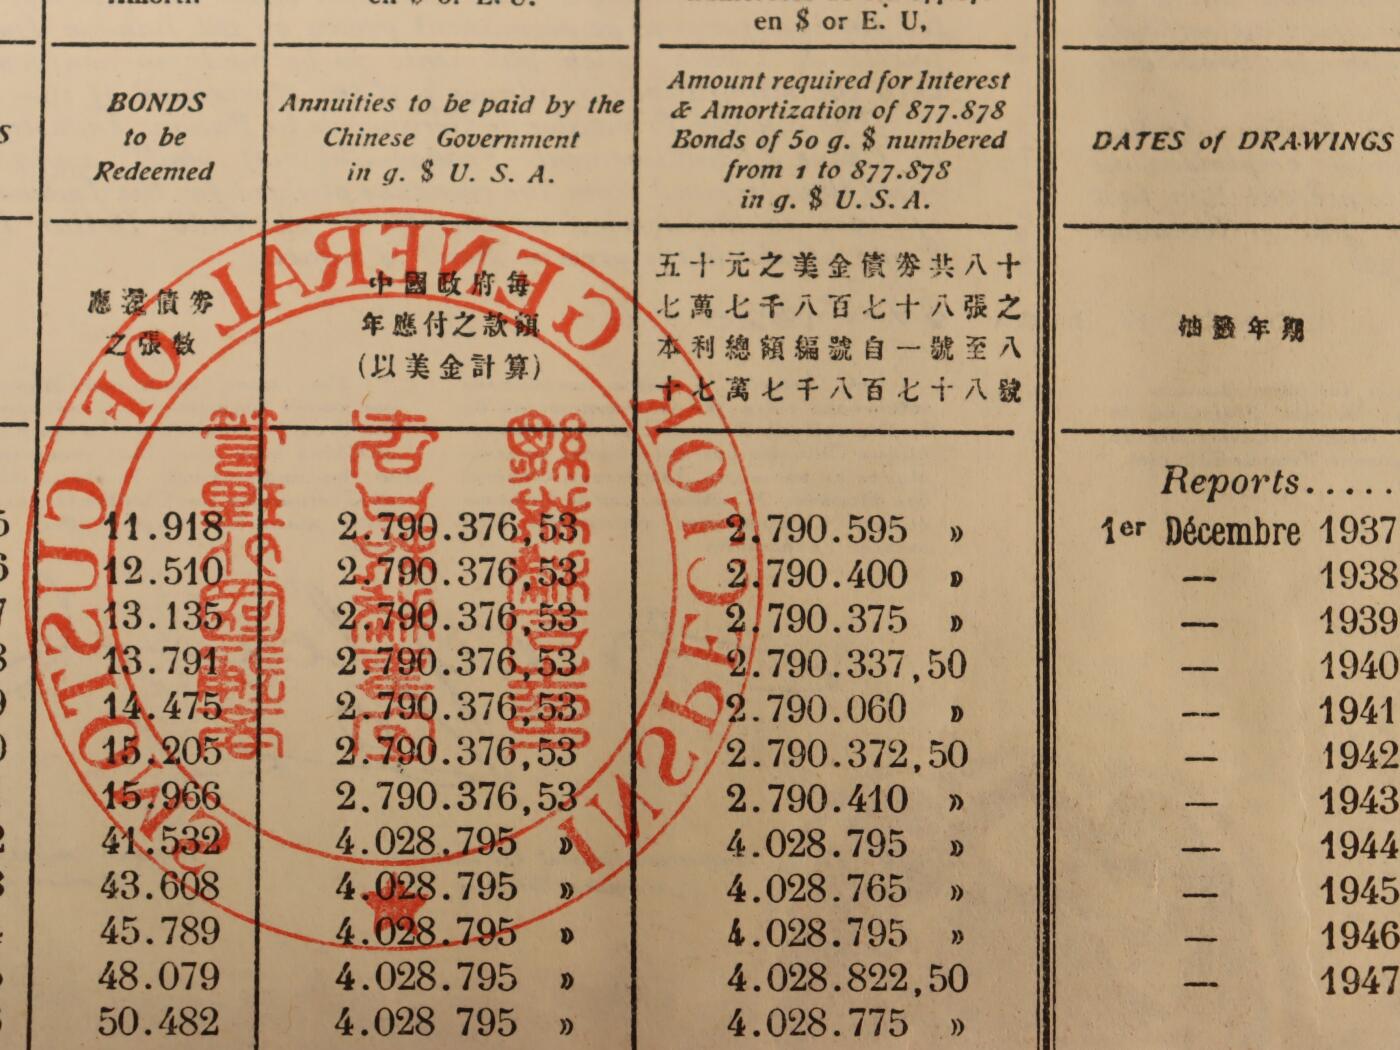 en $ or E. U.
en $ or E. U,
BONDS
to be
Redeemed
Annuities to be paid by the
Chinese Government
in g. $ U. S. A.
Amount required for Interest
& Amortization of 877.878
Bonds of 50 g. $ numbered
from 1 to 877.878
in g. $ U. S. A.
DATES of DRAWINGS
應還債劵
之張數
中國政府每
年應付之款額
(以美金計算)
五十元之美金債劵共八十
七萬七千八百七十八張之
本利總額編號自一號至八
十七萬七千八百七十八號
抽籤年期
INSPECTOR GENERAL OF CUSTOMS
Reports.....
11.918 2.790.376,53 2.790.595 » 1er Décembre 1937
12.510 2.790.376,53 2.790.400 » — 1938
13.135 2.790.376,53 2.790.375 » — 1939
13.791 2.790.376,53 2.790.337,50 — 1940
14.475 2.790.376,53 2.790.060 » — 1941
15.205 2.790.376,53 2.790.372,50 — 1942
15.966 2.790.376,53 2.790.410 » — 1943
41.532 4.028.795 » 4.028.795 » — 1944
43.608 4.028.795 » 4.028.765 » — 1945
45.789 4.028.795 » 4.028.795 » — 1946
48.079 4.028.795 » 4.028.822,50 — 1947
50.482 4.028 795 » 4.028.775 »